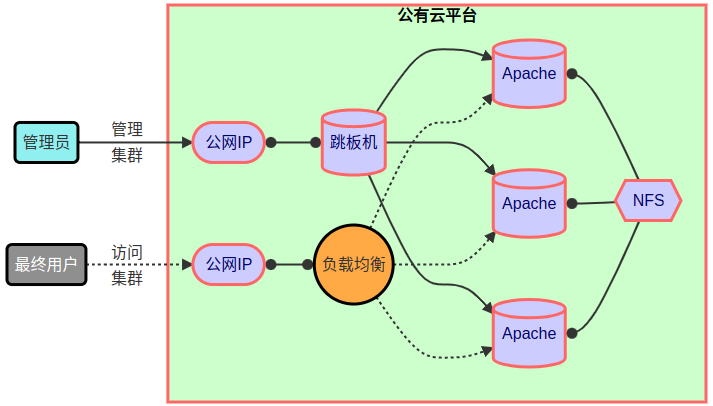 公有云平台
Apache
管理员
管理
集群
公网IP
跳板机
Apache
NFS
最终用户
访问
集群
公网IP
负载均衡
Apache